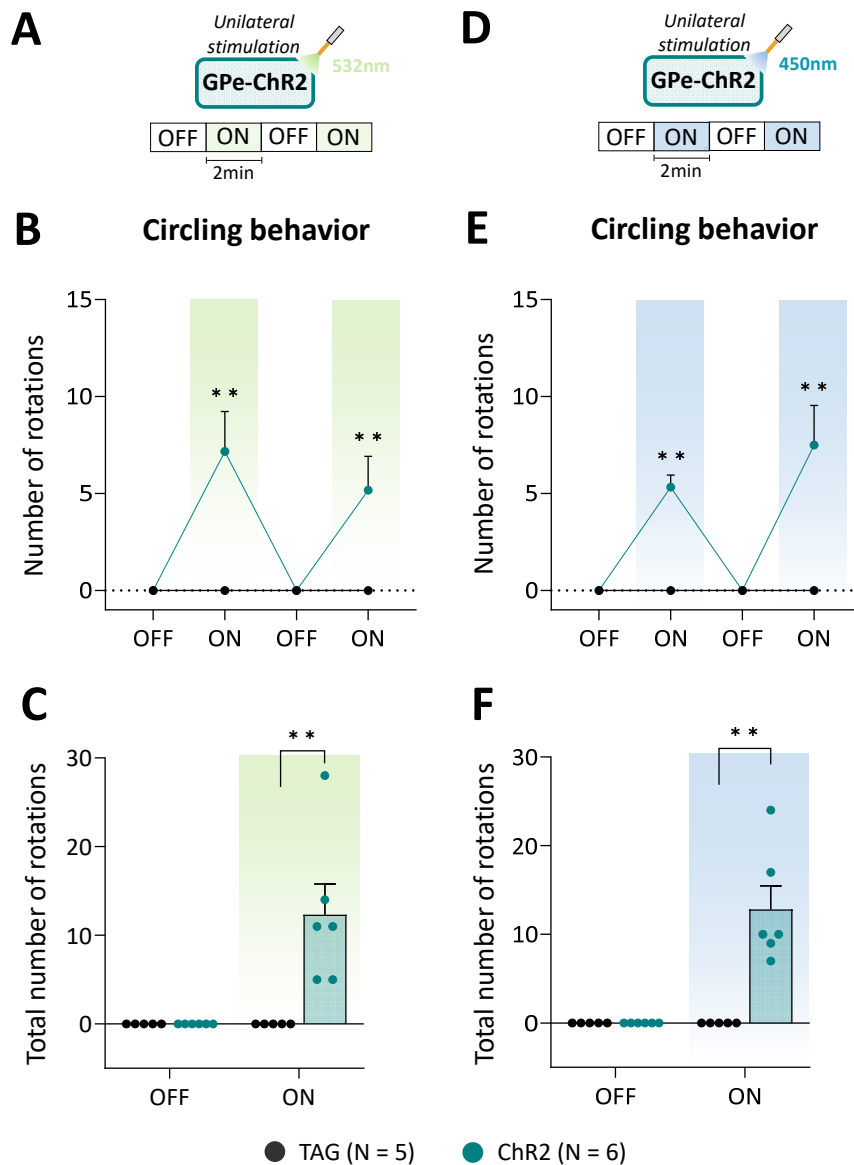 A
Unilateral
stimulation
532nm
GPe-ChR2
OFF ON OFF ON
2min
B
Circling behavior
Number of rotations
15
10
5
0
* *
* *
OFF ON OFF ON
C
Total number of rotations
30
20
10
0
* *
OFF ON
D
Unilateral
stimulation
450nm
GPe-ChR2
OFF ON OFF ON
2min
E
Circling behavior
Number of rotations
15
10
5
0
* *
* *
OFF ON OFF ON
F
Total number of rotations
30
20
10
0
* *
OFF ON
TAG (N = 5) ChR2 (N = 6)